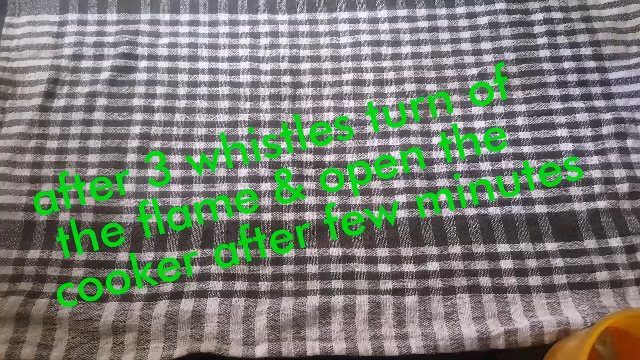 after 3 whistles turn of
the flame & open the
cooker after few minutes